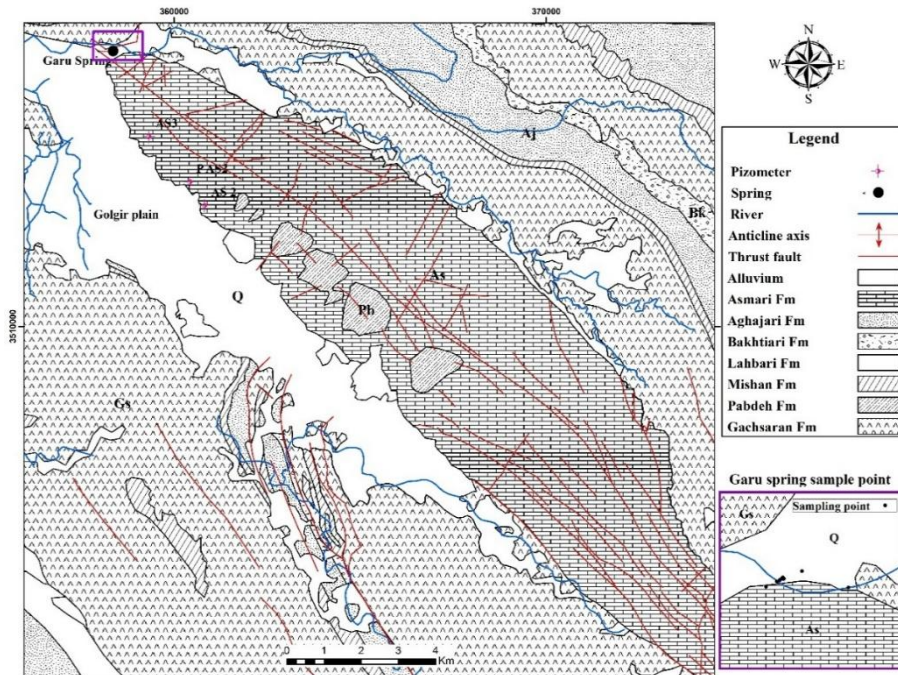 360000
370000
Garu Spring
AS3
P AS2
AS 2
Golgir plain
Q
Pb
As
Aj
Bk
Gs
3510000
0 1 2 3 4
Km
N
W E
S
Legend
Pizometer
Spring
River
Anticline axis
Thrust fault
Alluvium
Asmari Fm
Aghajari Fm
Bakhtiari Fm
Lahbari Fm
Mishan Fm
Pabdeh Fm
Gachsaran Fm
Garu spring sample point
Gs
Sampling point
Q
As